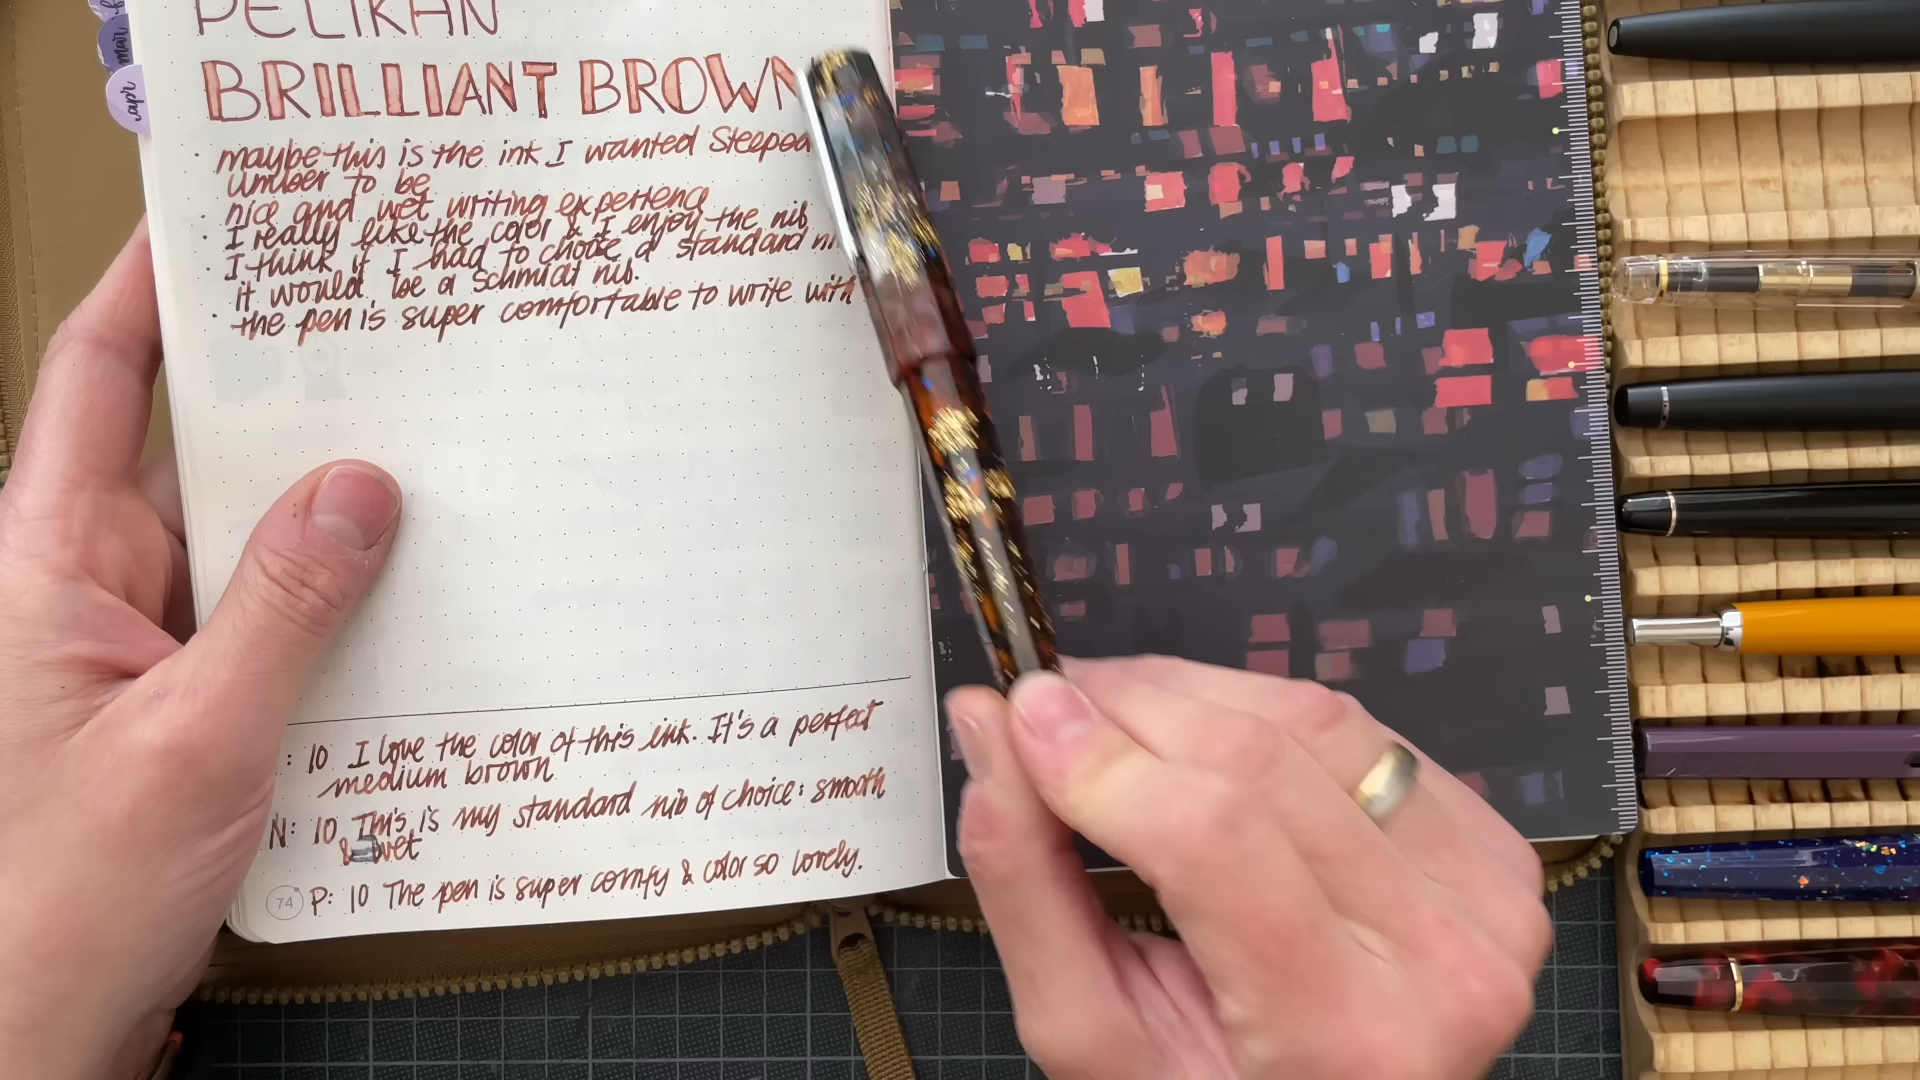 PELIKAN
BRILLIANT BROWN
mar
apr
• maybe this is the ink I wanted Steeped
umber to be
nice and wet writing experience
• I really like the color & I enjoy the nib
I think if I had to choose a standard
• it would be a schmidt nib.
• the pen is super comfortable to write with
: 10 I love the color of this ink. It's a perfect
medium brown
N: 10 This is my standard nib of choice: smooth
& wet
74 P: 10 The pen is super comfy & color so lovely.